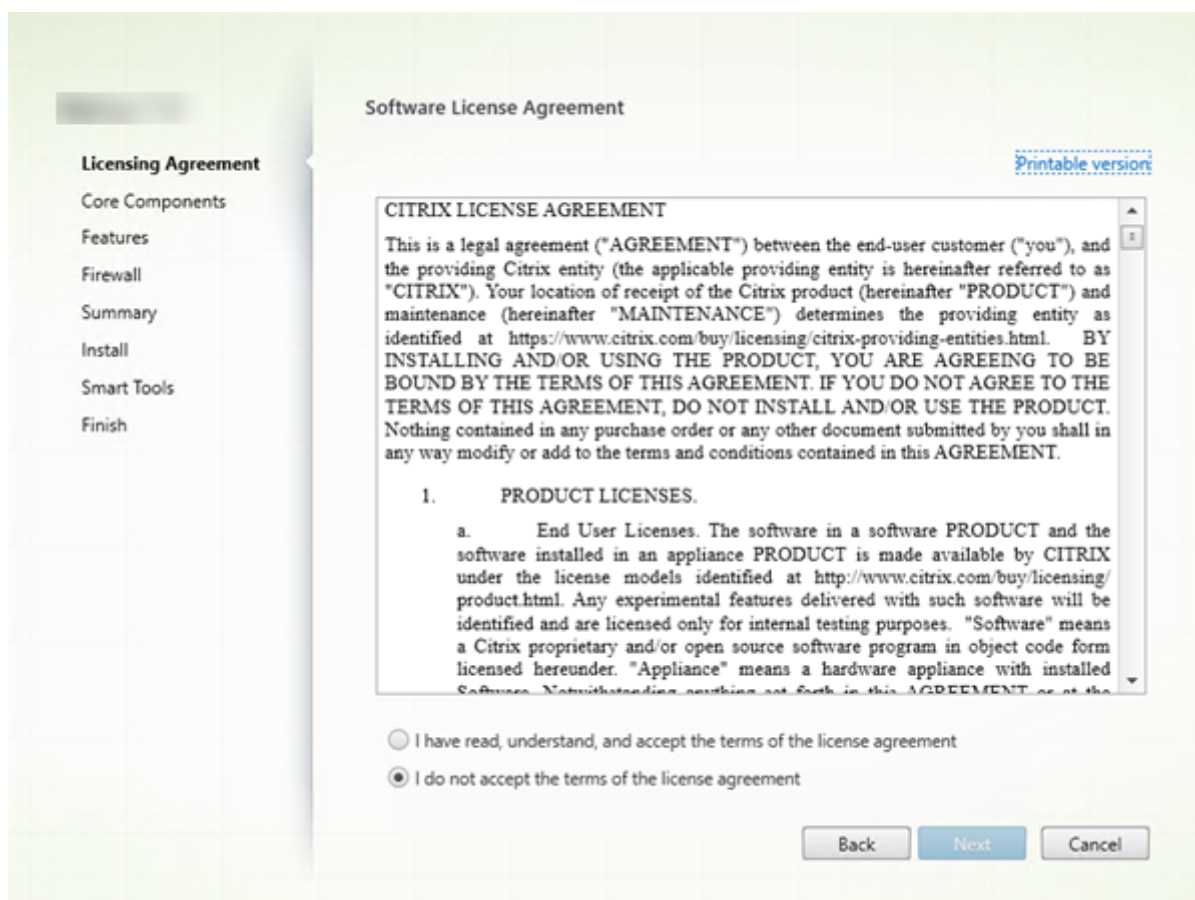 Software License Agreement
Licensing Agreement
Core Components
Features
Firewall
Summary
Install
Smart Tools
Finish
Printable version
CITRIX LICENSE AGREEMENT
This is a legal agreement ("AGREEMENT") between the end-user customer ("you"), and
the providing Citrix entity (the applicable providing entity is hereinafter referred to as
"CITRIX"). Your location of receipt of the Citrix product (hereinafter "PRODUCT") and
maintenance (hereinafter "MAINTENANCE") determines the providing entity as
identified at https://www.citrix.com/buy/licensing/citrix-providing-entities.html. BY
INSTALLING AND/OR USING THE PRODUCT, YOU ARE AGREEING TO BE
BOUND BY THE TERMS OF THIS AGREEMENT. IF YOU DO NOT AGREE TO THE
TERMS OF THIS AGREEMENT, DO NOT INSTALL AND/OR USE THE PRODUCT.
Nothing contained in any purchase order or any other document submitted by you shall in
any way modify or add to the terms and conditions contained in this AGREEMENT.
1. PRODUCT LICENSES.
a. End User Licenses. The software in a software PRODUCT and the
software installed in an appliance PRODUCT is made available by CITRIX
under the license models identified at http://www.citrix.com/buy/licensing/
product.html. Any experimental features delivered with such software will be
identified and are licensed only for internal testing purposes. "Software" means
a Citrix proprietary and/or open source software program in object code form
licensed hereunder. "Appliance" means a hardware appliance with installed
Software. Notwithstanding anything set forth in this AGREEMENT or at the
I have read, understand, and accept the terms of the license agreement
I do not accept the terms of the license agreement
Back
Next
Cancel